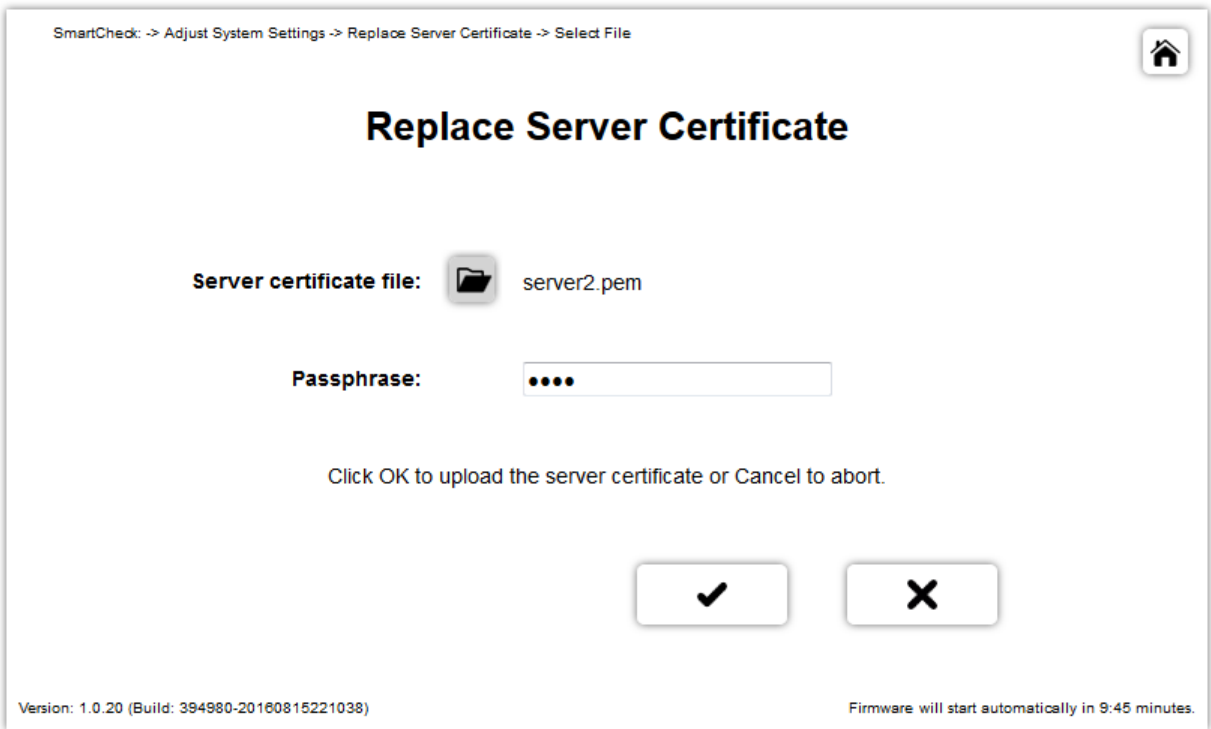 SmartCheck: -> Adjust System Settings -> Replace Server Certificate -> Select File
Replace Server Certificate
Server certificate file: server2.pem
Passphrase: ••••
Click OK to upload the server certificate or Cancel to abort.
Version: 1.0.20 (Build: 394980-20160815221038)
Firmware will start automatically in 9:45 minutes.